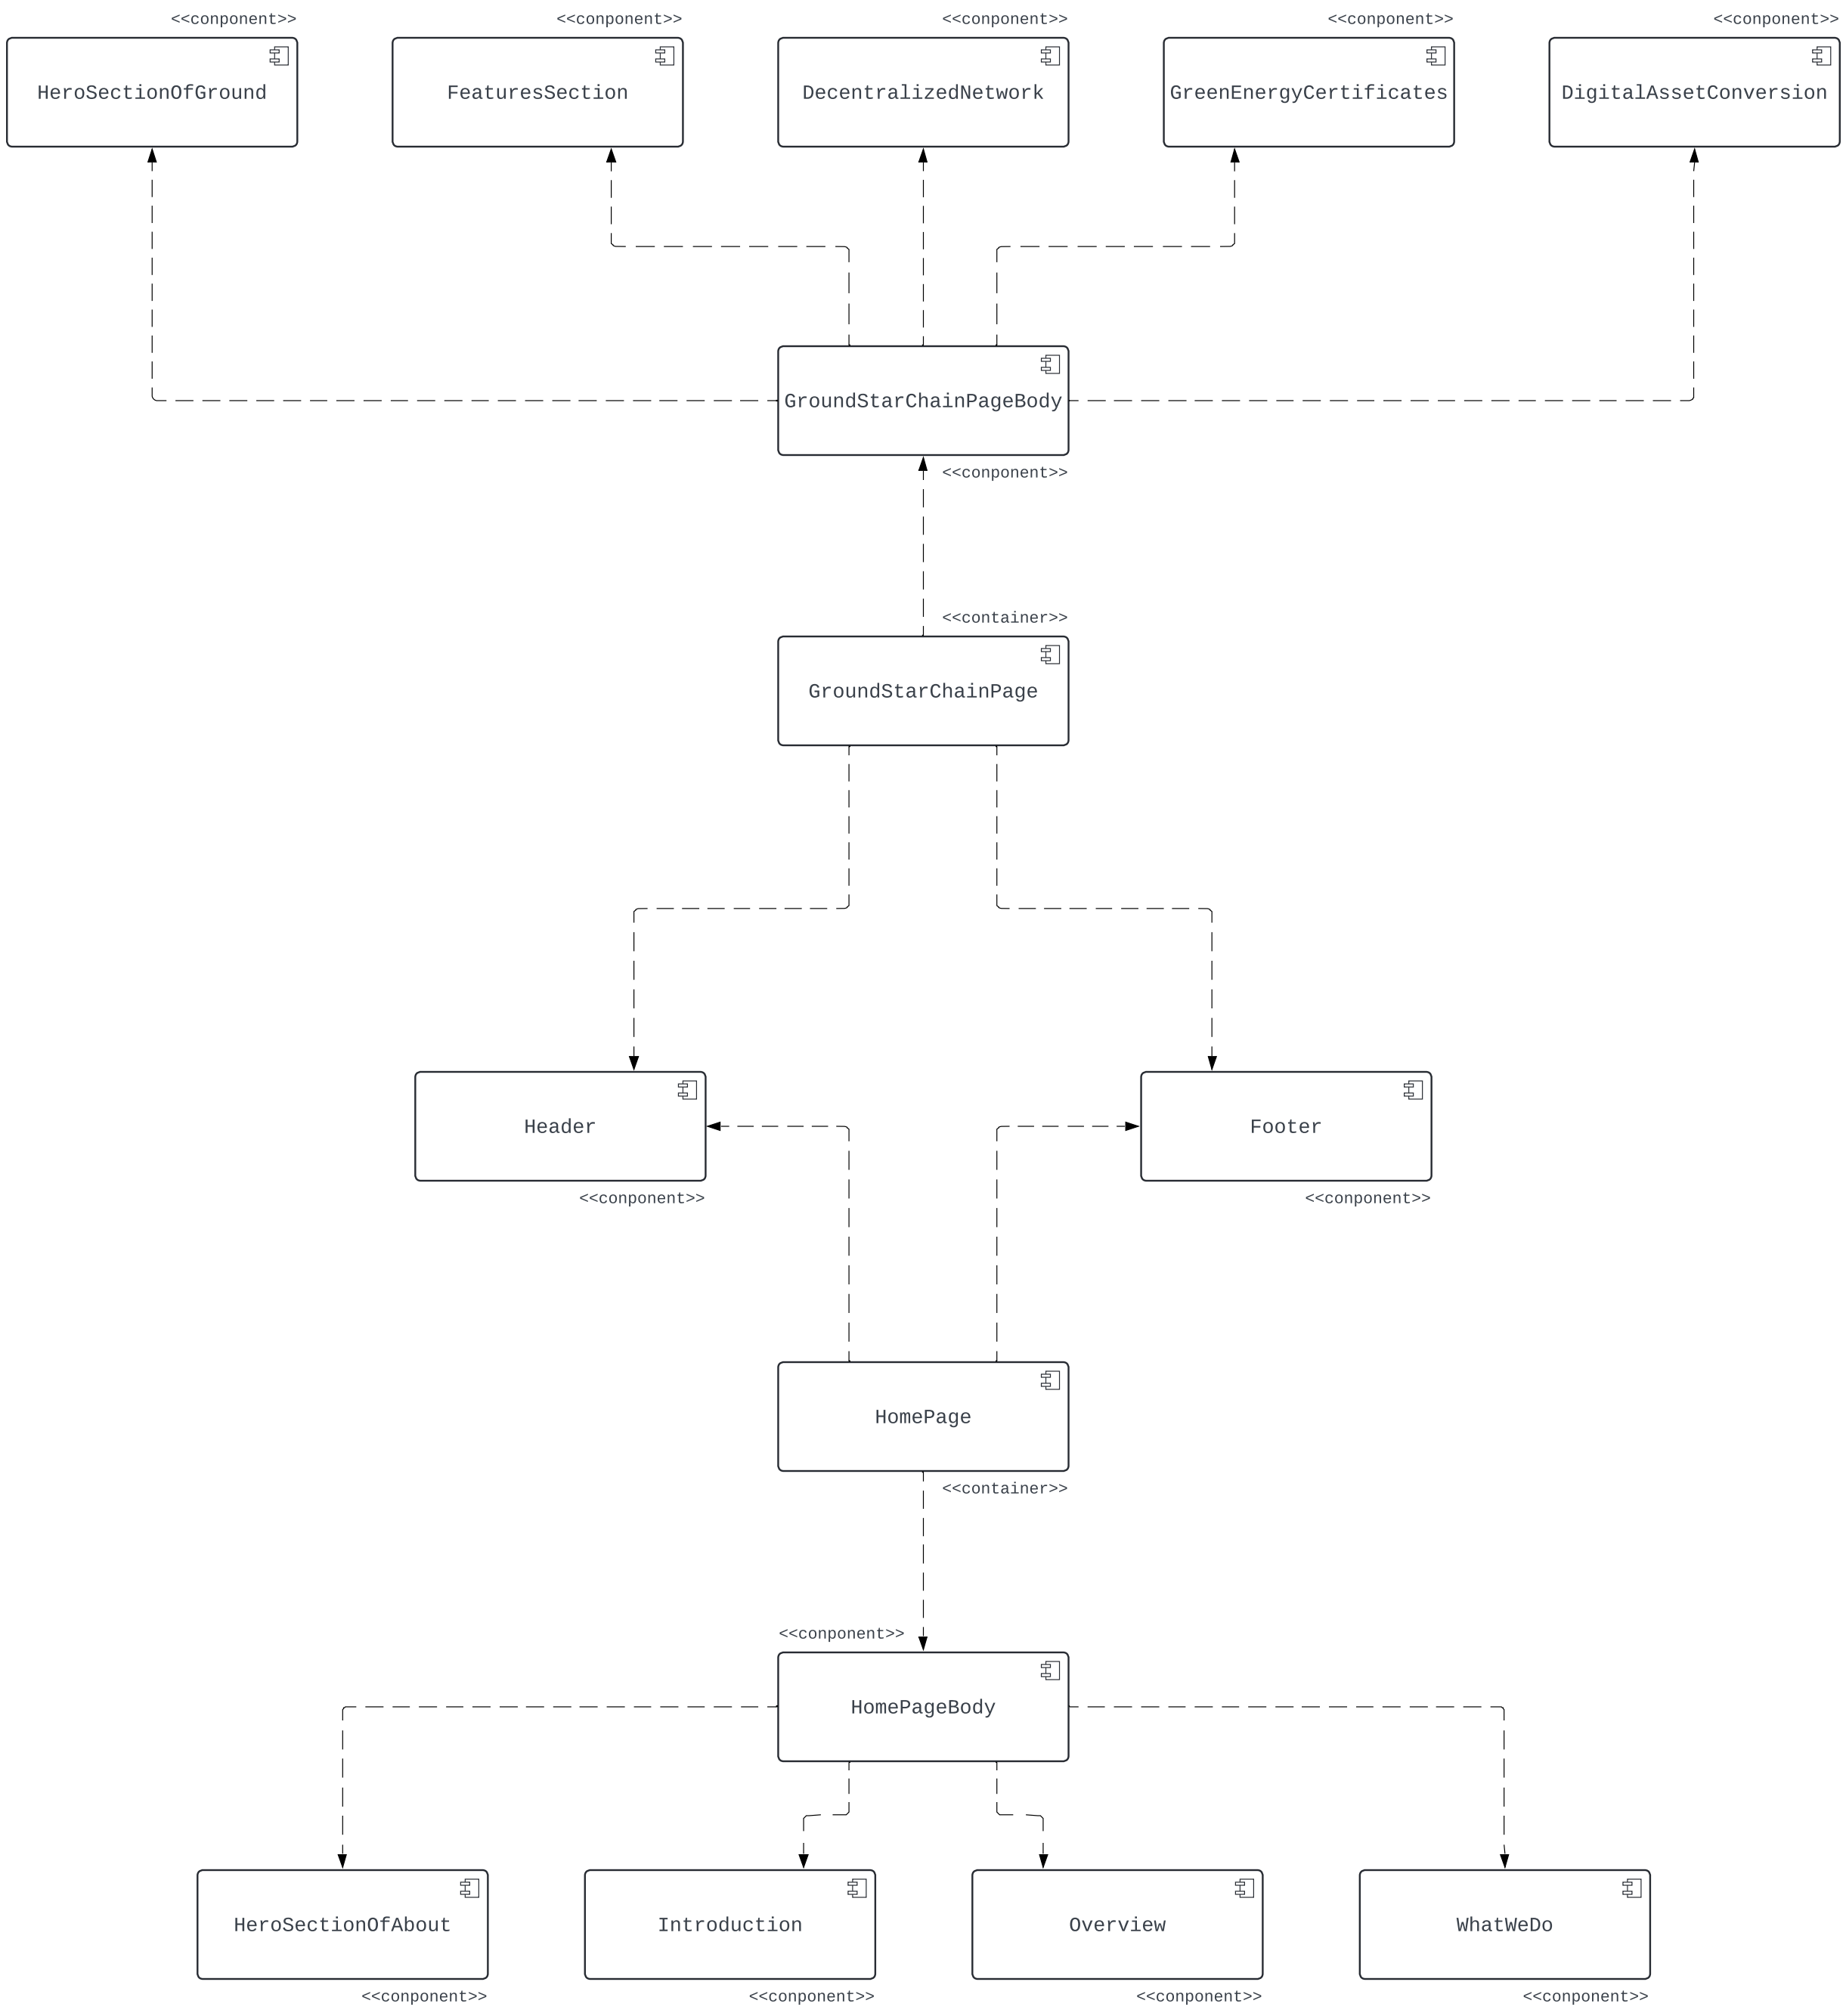 <<conponent>>
<<conponent>>
<<conponent>>
<<conponent>>
<<conponent>>
HeroSectionOfGround
FeaturesSection
DecentralizedNetwork
GreenEnergyCertificates
DigitalAssetConversion
GroundStarChainPageBody
<<conponent>>
<<container>>
GroundStarChainPage
Header
Footer
<<conponent>>
<<conponent>>
HomePage
<<container>>
<<conponent>>
HomePageBody
HeroSectionOfAbout
Introduction
Overview
WhatWeDo
<<conponent>>
<<conponent>>
<<conponent>>
<<conponent>>